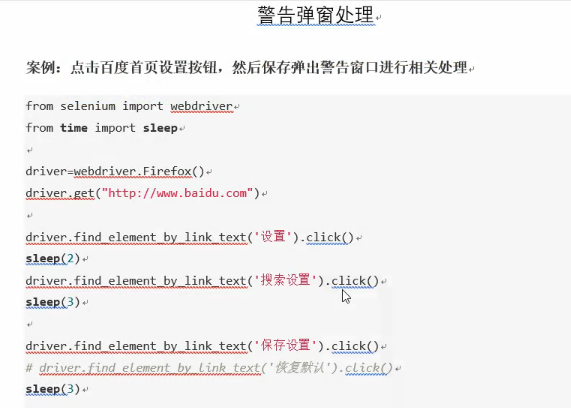 警告弹窗处理
案例：点击百度首页设置按钮，然后保存弹出警告窗口进行相关处理
from selenium import webdriver
from time import sleep
driver=webdriver.Firefox()
driver.get("http://www.baidu.com")
driver.find_element_by_link_text('设置').click()
sleep(2)
driver.find_element_by_link_text('搜索设置').click()
sleep(3)
driver.find_element_by_link_text('保存设置').click()
# driver.find_element_by_link_text('恢复默认').click()
sleep(3)